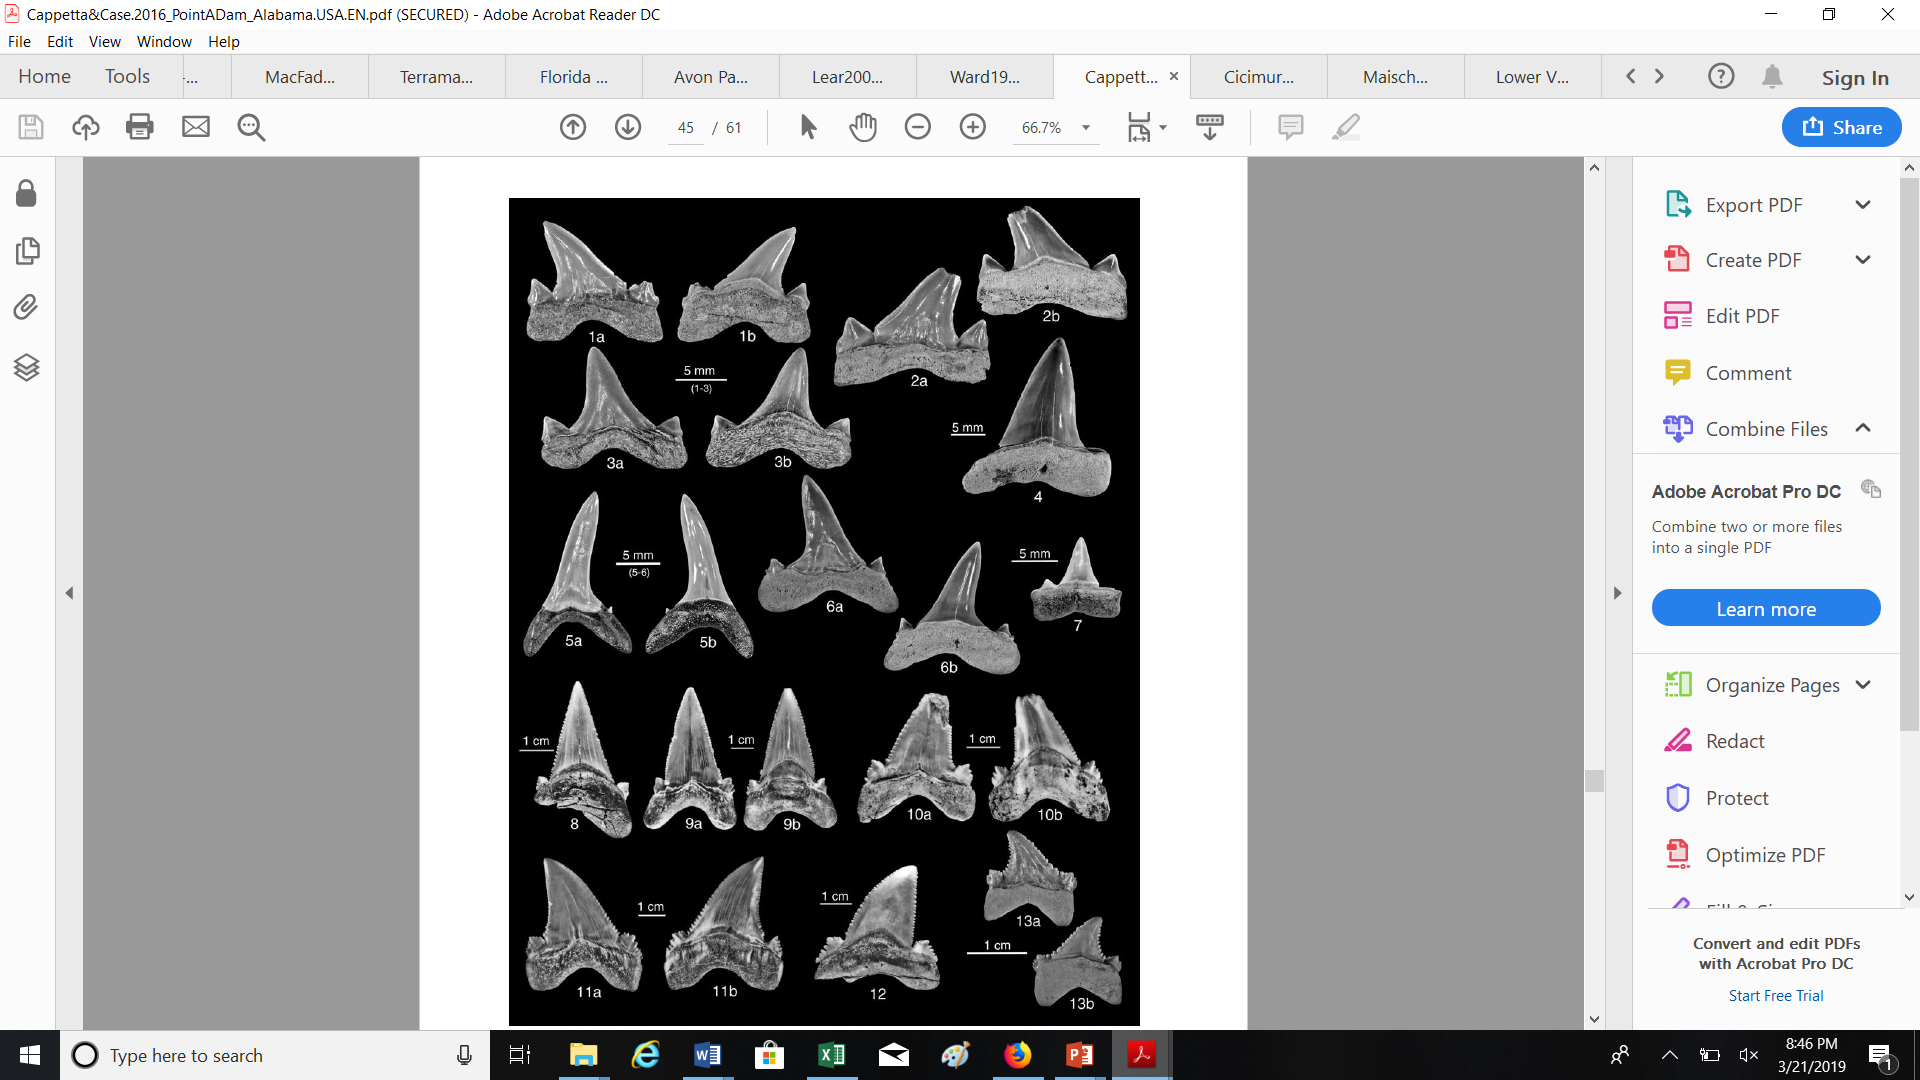 Cappetta&Case.2016_PointADam_Alabama.USA.EN.pdf (SECURED) - Adobe Acrobat Reader DC
File Edit View Window Help
Home Tools -... MacFad... Terrama... Florida ... Avon Pa... Lear200... Ward19... Cappett... × Cicimur... Maisch... Lower V... Sign In
45 / 61 66.7% Share
Export PDF
Create PDF
Edit PDF
Comment
Combine Files
Adobe Acrobat Pro DC
Combine two or more files
into a single PDF
Learn more
Organize Pages
Redact
Protect
Optimize PDF
Convert and edit PDFs
with Acrobat Pro DC
Start Free Trial
1a 1b 2b
2a
5 mm
(1-3)
3a 3b
5 mm
4
5 mm
(5-6)
5a 5b
6a
6b
5 mm
7
1 cm
8
1 cm
9a 9b
1 cm
10a 10b
1 cm
11a 11b
1 cm
12
13a
1 cm
13b
Type here to search
8:46 PM
3/21/2019
1